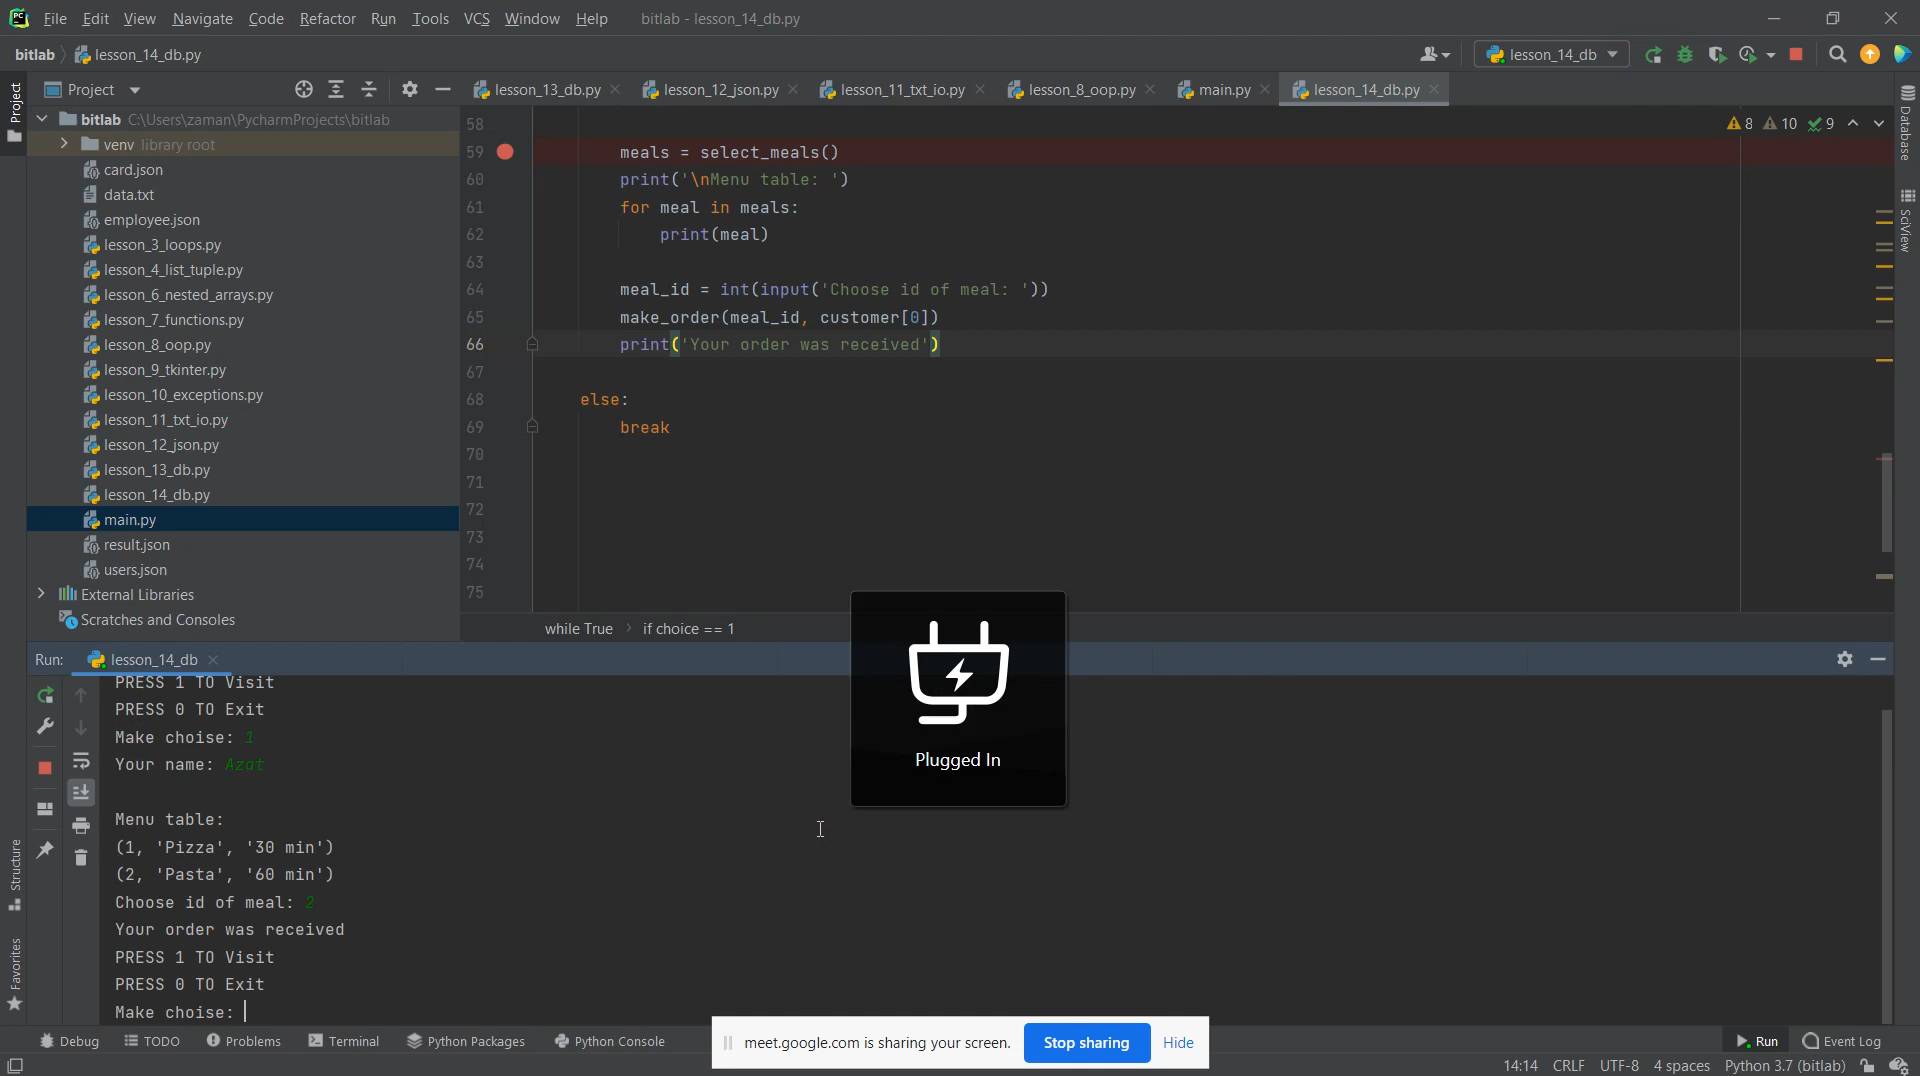 File Edit View Navigate Code Refactor Run Tools VCS Window Help bitlab - lesson_14_db.py
bitlab lesson_14_db.py lesson_14_db
Project
Project lesson_13_db.py lesson_12_json.py lesson_11_txt_io.py lesson_8_oop.py main.py lesson_14_db.py
bitlab C:\Users\zaman\PycharmProjects\bitlab
venv library root
card.json
data.txt
employee.json
lesson_3_loops.py
lesson_4_list_tuple.py
lesson_6_nested_arrays.py
lesson_7_functions.py
lesson_8_oop.py
lesson_9_tkinter.py
lesson_10_exceptions.py
lesson_11_txt_io.py
lesson_12_json.py
lesson_13_db.py
lesson_14_db.py
main.py
result.json
users.json
External Libraries
Scratches and Consoles
58
8 10 9
59 meals = select_meals()
60 print('\nMenu table: ')
61 for meal in meals:
62 print(meal)
63
64 meal_id = int(input('Choose id of meal: '))
65 make_order(meal_id, customer[0])
66 print('Your order was received')
67
68 else:
69 break
70
71
72
73
74
75
Database
SciView
while True if choice == 1
Run: lesson_14_db
PRESS 1 TO Visit
PRESS 0 TO Exit
Make choise: 1
Your name: Azat
Menu table:
(1, 'Pizza', '30 min')
(2, 'Pasta', '60 min')
Choose id of meal: 2
Your order was received
PRESS 1 TO Visit
PRESS 0 TO Exit
Make choise:
Structure
Favorites
Plugged In
Debug TODO Problems Terminal Python Packages Python Console
meet.google.com is sharing your screen. Stop sharing Hide
Run Event Log
14:14 CRLF UTF-8 4 spaces Python 3.7 (bitlab)